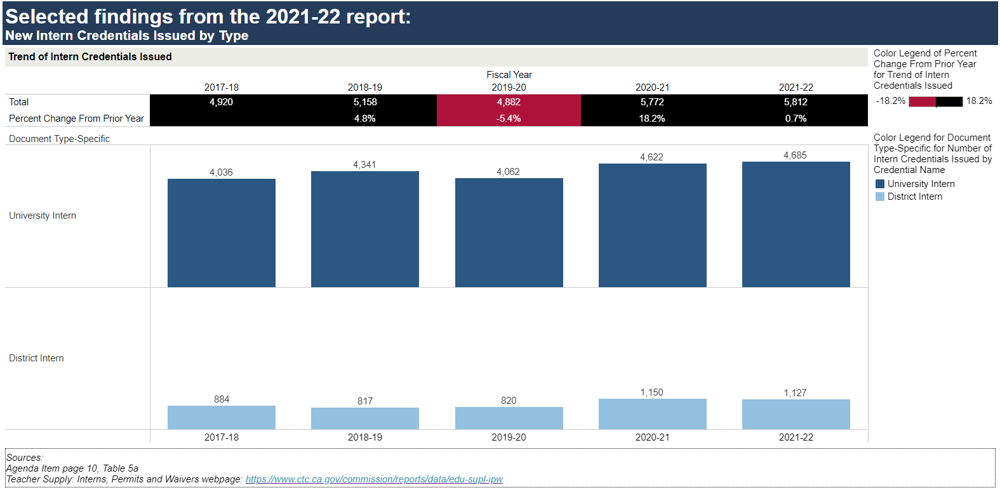 Selected findings from the 2021-22 report:
New Intern Credentials Issued by Type
Trend of Intern Credentials Issued
Fiscal Year
2017-18 2018-19 2019-20 2020-21 2021-22
Total 4,920 5,158 4,882 5,772 5,812
Percent Change From Prior Year 4.8% -5.4% 18.2% 0.7%
Document Type-Specific
University Intern
4,036 4,341 4,062 4,622 4,685
District Intern
884 817 820 1,150 1,127
2017-18 2018-19 2019-20 2020-21 2021-22
Color Legend of Percent
Change From Prior Year
for Trend of Intern
Credentials Issued
-18.2% 18.2%
Color Legend for Document
Type-Specific for Number of
Intern Credentials Issued by
Credential Name
University Intern
District Intern
Sources:
Agenda Item page 10, Table 5a
Teacher Supply: Interns, Permits and Waivers webpage: https://www.ctc.ca.gov/commission/reports/data/edu-supl-ipw